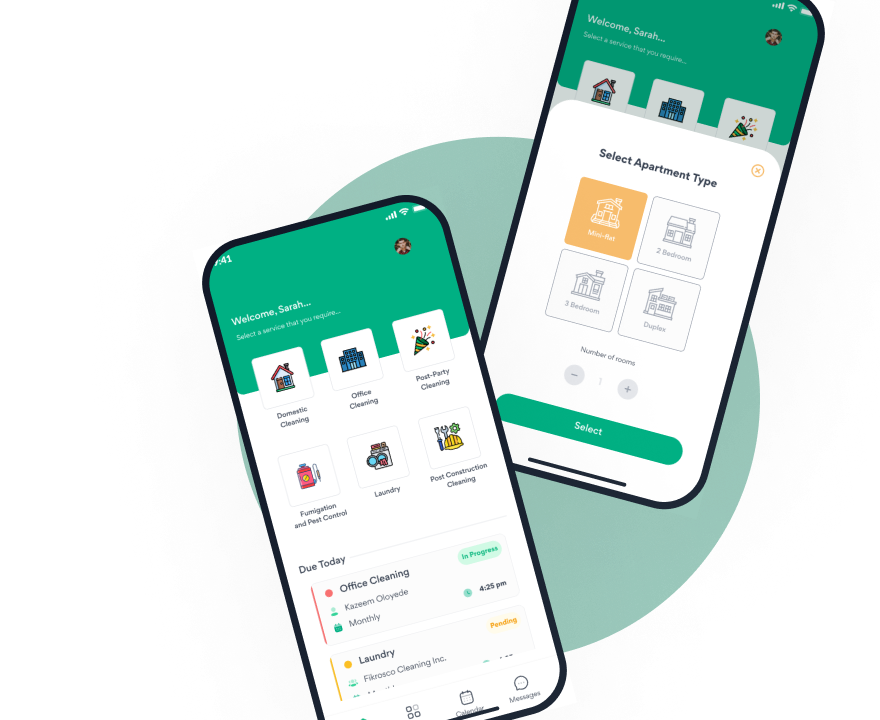 9:41
Welcome, Sarah...
Select a service that you require...
Domestic
Cleaning
Office
Cleaning
Post-Party
Cleaning
Fumigation
and Pest Control
Laundry
Post Construction
Cleaning
Due Today
Office Cleaning
In Progress
Kazeem Oloyede
4:25 pm
Monthly
Laundry
Pending
Fikrosco Cleaning Inc.
Calendar
Messages
Welcome, Sarah...
Select a service that you require...
Select Apartment Type
Mini-flat
2 Bedroom
3 Bedroom
Duplex
Number of rooms
1
Select